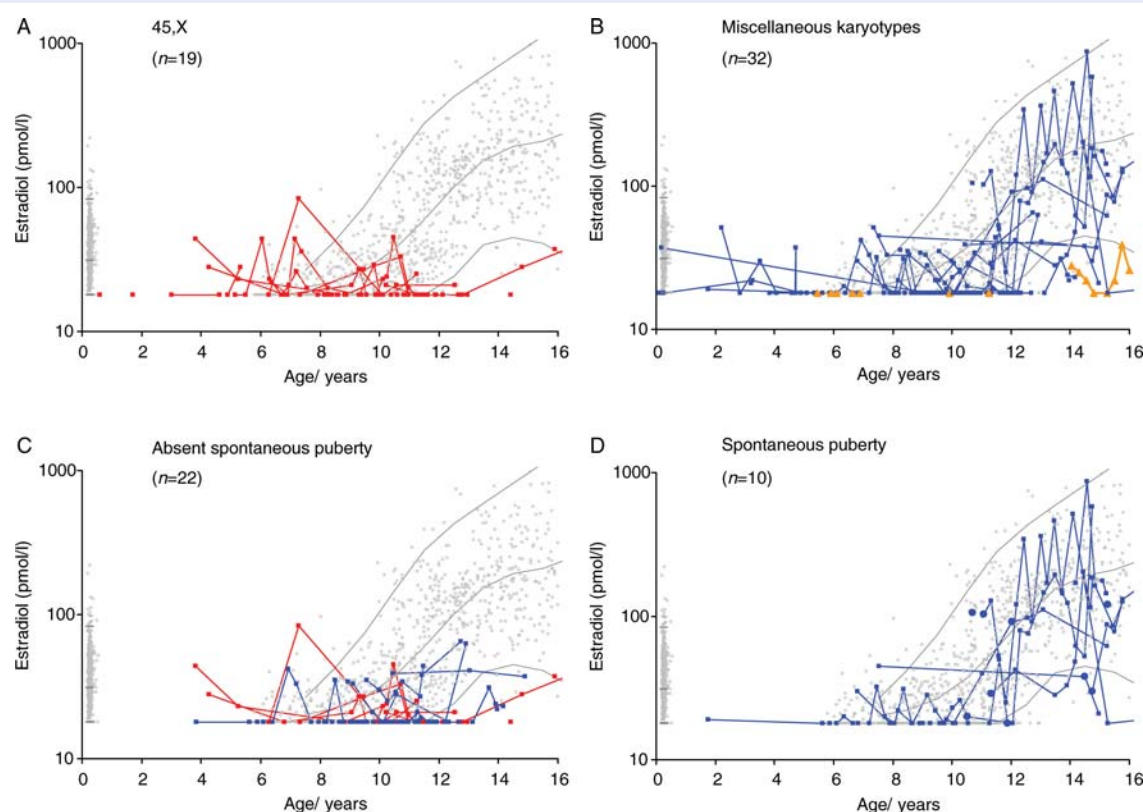 A
45,X
(n=19)
1000
100
10
Estradiol (pmol/l)
0 2 4 6 8 10 12 14 16
Age/ years
B
Miscellaneous karyotypes
(n=32)
1000
100
10
Estradiol (pmol/l)
0 2 4 6 8 10 12 14 16
Age/ years
C
Absent spontaneous puberty
(n=22)
1000
100
10
Estradiol (pmol/l)
0 2 4 6 8 10 12 14 16
Age/ years
D
Spontaneous puberty
(n=10)
1000
100
10
Estradiol (pmol/l)
0 2 4 6 8 10 12 14 16
Age/ years